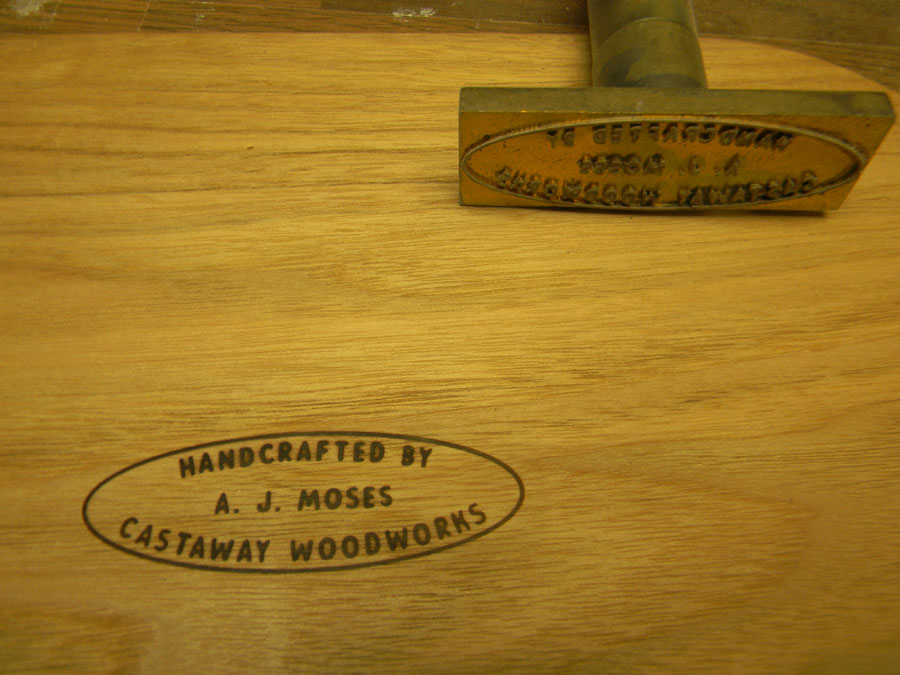 HANDCRAFTED BY
A. J. MOSES
CASTAWAY WOODWORKS